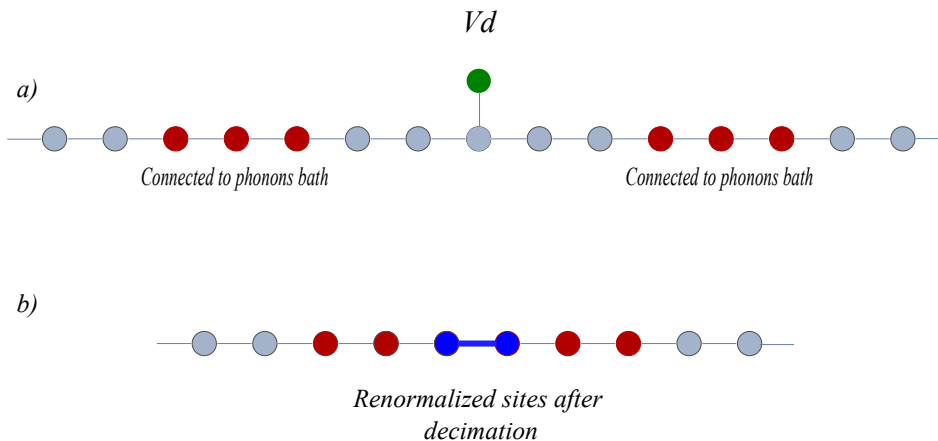 Vd
a)
Connected to phonons bath Connected to phonons bath
b)
Renormalized sites after
decimation